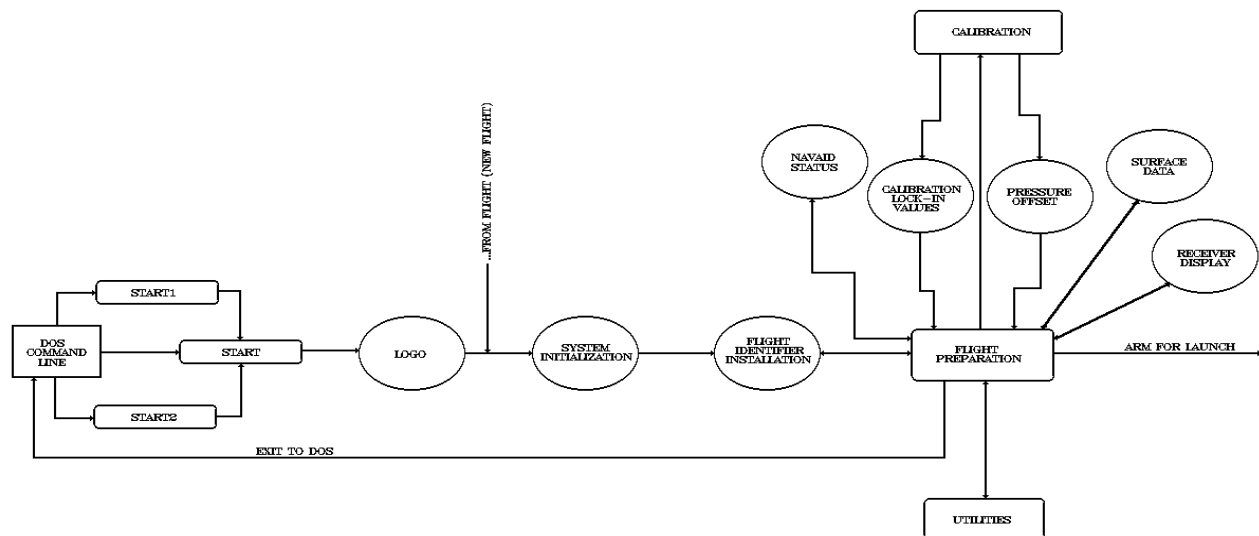 CALIBRATION
...FROM FLIGHT (NEW FLIGHT)
NAVAID
STATUS
CALIBRATION
LOCK-IN
VALUES
PRESSURE
OFFSET
SURFACE
DATA
RECEIVER
DISPLAY
START1
DOS
COMMAND
LINE
START
LOGO
SYSTEM
INITIALIZATION
FLIGHT
IDENTIFIER
INSTALLATION
FLIGHT
PREPARATION
ARM FOR LAUNCH
START2
EXIT TO DOS
UTILITIES